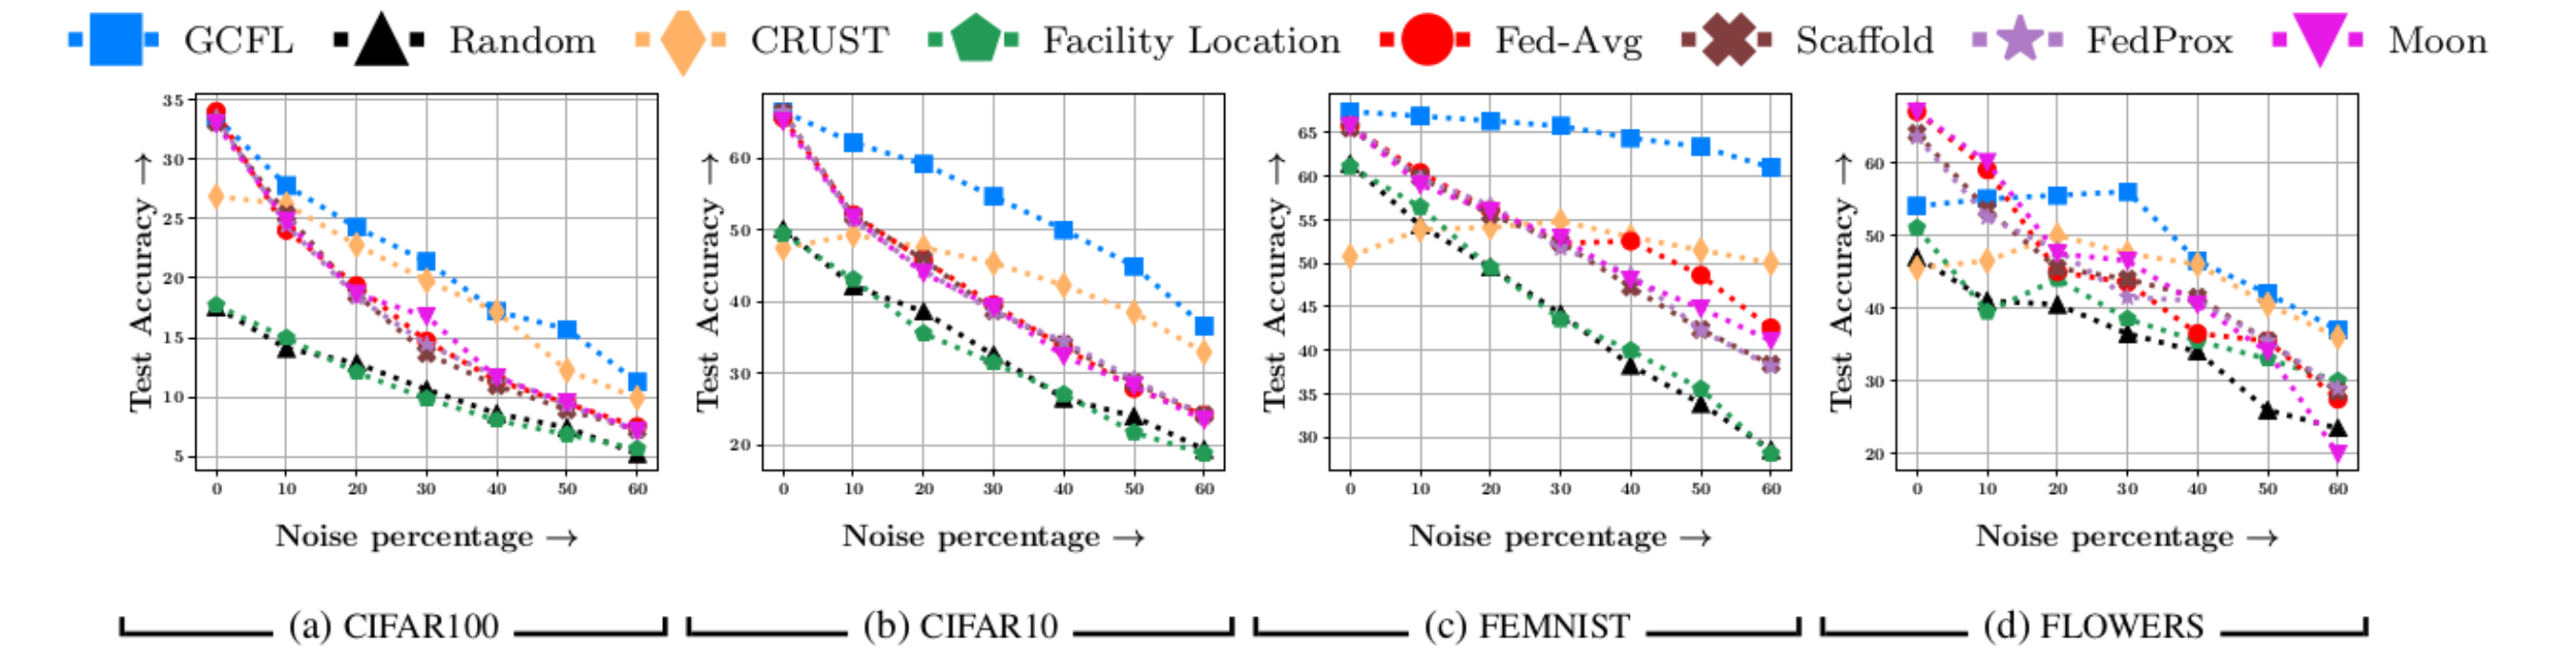 GCFL Random CRUST Facility Location Fed-Avg Scaffold FedProx Moon
Test Accuracy →
35
30
25
20
15
10
5
0 10 20 30 40 50 60
Noise percentage →
(a) CIFAR100
Test Accuracy →
60
50
40
30
20
0 10 20 30 40 50 60
Noise percentage →
(b) CIFAR10
Test Accuracy →
65
60
55
50
45
40
35
30
0 10 20 30 40 50 60
Noise percentage →
(c) FEMNIST
Test Accuracy →
60
50
40
30
20
0 10 20 30 40 50 60
Noise percentage →
(d) FLOWERS